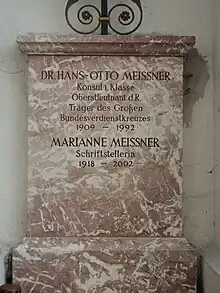 DR. HANS-OTTO MEISSNER
Konsul i. Klasse
Oberstleutnant d.R.
Träger des Großen
Bundesverdienstkreuzes
1909 - 1992
MARIANNE MEISSNER
Schriftstellerin
1918 - 2002